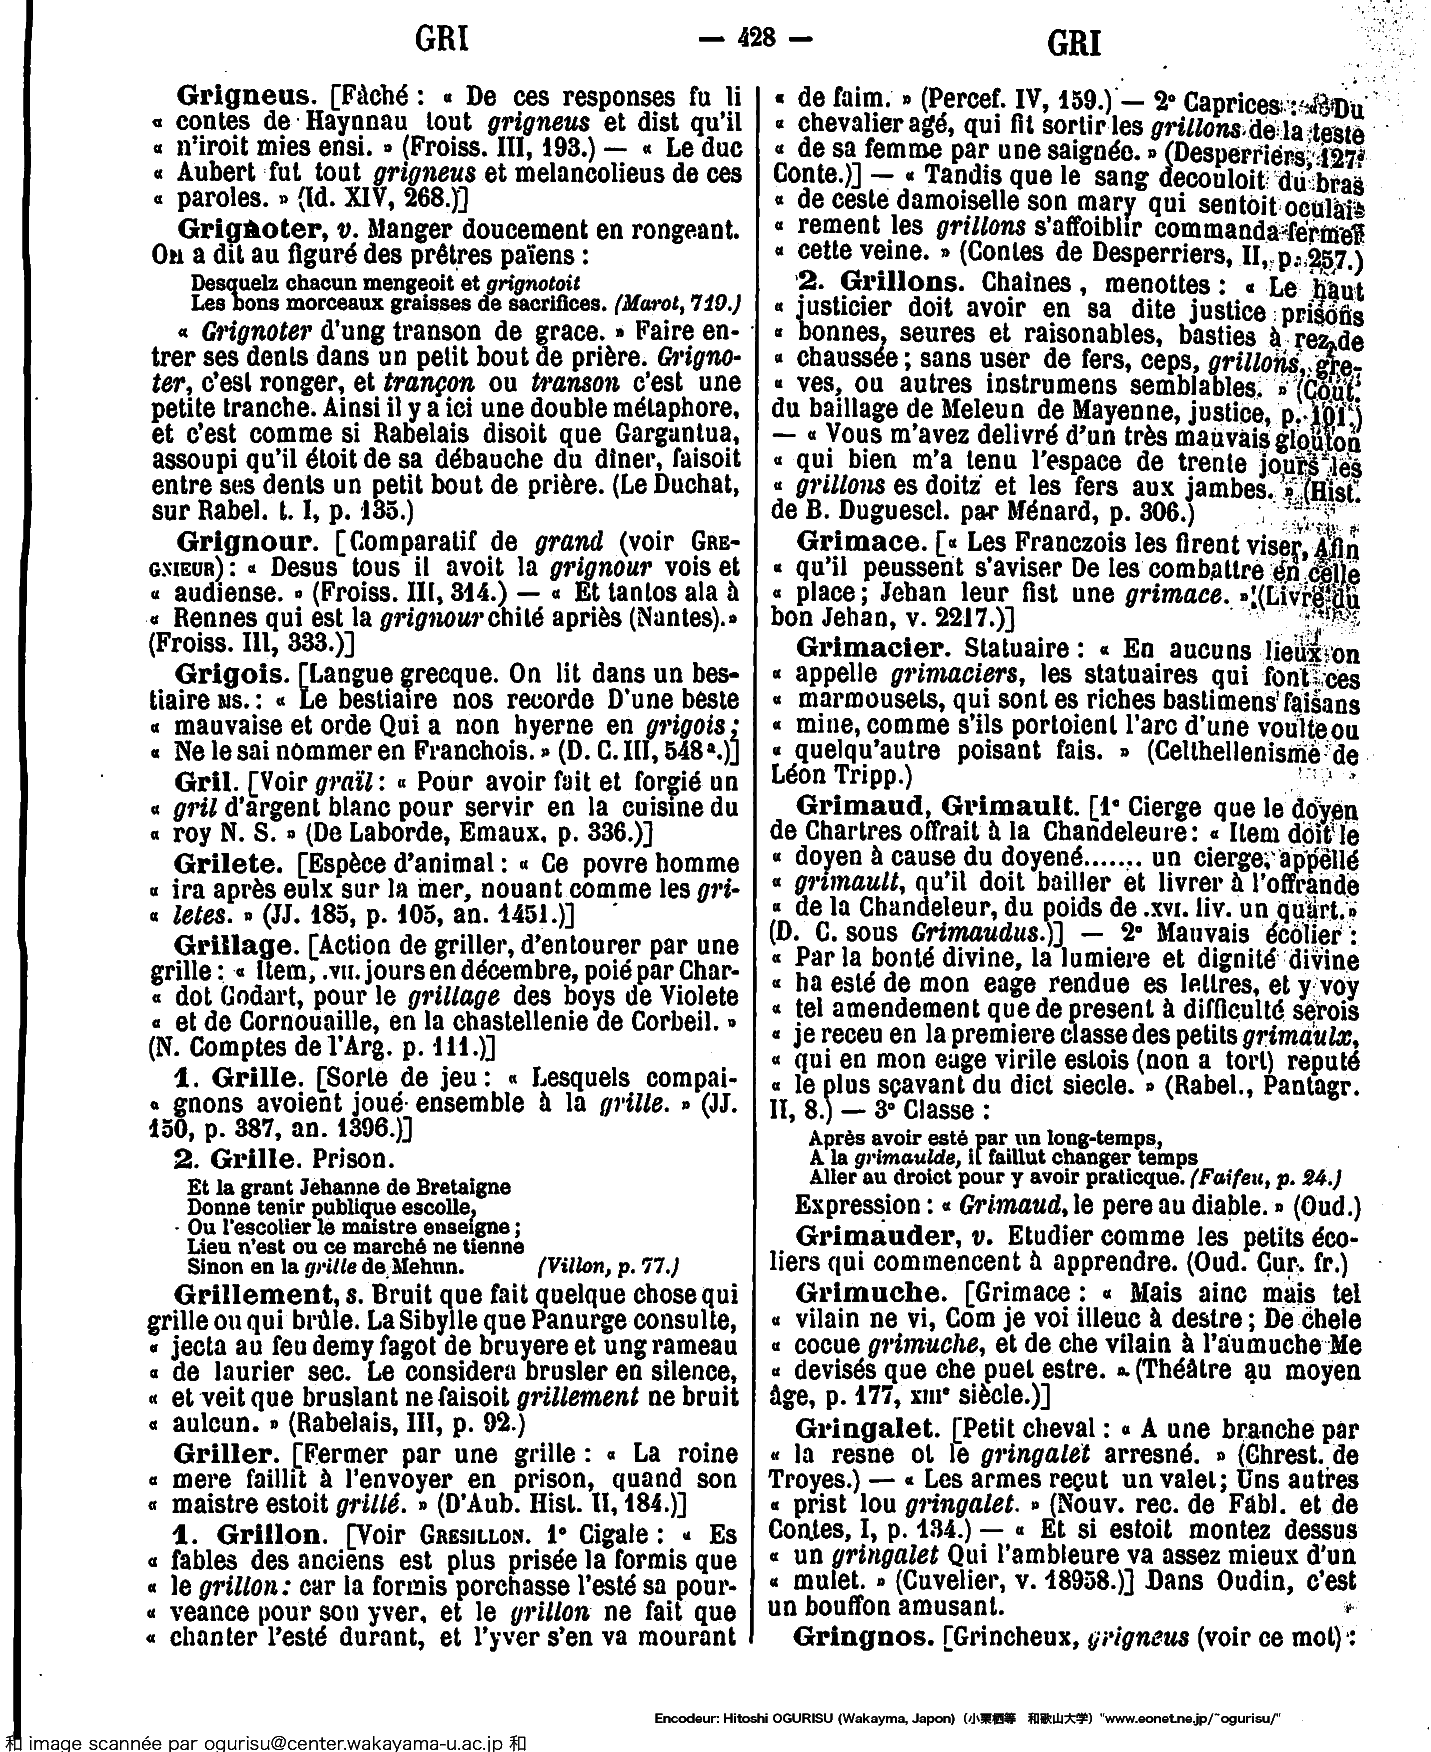 GRI — 428 — GRI
Grigneus. [Fâché : « De ces responses fu li
« contes de Haynnau tout grigneus et dist qu'il
« n'iroit mies ensi. » (Froiss. III, 193.) — « Le duc
« Aubert fut tout grigneus et melancolieus de ces
« paroles. » (Id. XIV, 268.)]
Grignoter, v. Manger doucement en rongeant.
On a dit au figuré des prêtres païens :
Desquelz chacun mengeoit et grignotoit
Les bons morceaux graisses de sacrifices. (Marot, 719.)
« Grignoter d'ung transon de grace. » Faire en-
trer ses dents dans un petit bout de prière. Grigno-
ter, c'est ronger, et trançon ou transon c'est une
petite tranche. Ainsi il y a ici une double métaphore,
et c'est comme si Rabelais disoit que Gargantua,
assoupi qu'il étoit de sa débauche du diner, faisoit
entre ses dents un petit bout de prière. (Le Duchat,
sur Rabel. t. I, p. 135.)
Grignour. [Comparatif de grand (voir GRE-
GNIEUR) : « Desus tous il avoit la grignour vois et
« audiense. » (Froiss. III, 314.) — « Et tantos ala à
« Rennes qui est la grignour chité apriès (Nantes). »
(Froiss. III, 333.)]
Grigois. [Langue grecque. On lit dans un bes-
tiaire MS. : « Le bestiaire nos recorde D'une beste
« mauvaise et orde Qui a non hyerne en grigois ;
« Ne le sai nommer en Franchois. » (D. C. III, 548ª.)]
Gril. [Voir graïl : « Pour avoir fait et forgié un
« gril d'argent blanc pour servir en la cuisine du
« roy N. S. » (De Laborde, Emaux, p. 336.)]
Grilete. [Espèce d'animal : « Ce povre homme
« ira après eulx sur la mer, nouant comme les gri-
« letes. » (JJ. 185, p. 105, an. 1451.)]
Grillage. [Action de griller, d'entourer par une
grille : « Item, .VII. jours en décembre, poié par Char-
« dot Godart, pour le grillage des boys de Violete
« et de Cornouaille, en la chastellenie de Corbeil. »
(N. Comptes de l'Arg. p. 111.)]
1. Grille. [Sorte de jeu : « Lesquels compai-
« gnons avoient joué ensemble à la grille. » (JJ.
150, p. 387, an. 1396.)]
2. Grille. Prison.
Et la grant Jehanne de Bretaigne
Donne tenir publique escolle,
Ou l'escolier le maistre enseigne ;
Lieu n'est ou ce marché ne tienne
Sinon en la grille de Mehun. (Villon, p. 77.)
Grillement, s. Bruit que fait quelque chose qui
grille ou qui brûle. La Sibylle que Panurge consulte,
« jecta au feu demy fagot de bruyere et ung rameau
« de laurier sec. Le considera brusler en silence,
« et veit que bruslant ne faisoit grillement ne bruit
« aulcun. » (Rabelais, III, p. 92.)
Griller. [Fermer par une grille : « La roine
« mere faillit à l'envoyer en prison, quand son
« maistre estoit grillé. » (D'Aub. Hist. II, 184.)]
1. Grillon. [Voir GRESILLON. 1° Cigale : « Es
« fables des anciens est plus prisée la formis que
« le grillon : car la formis porchasse l'esté sa pour-
« veance pour son yver, et le grillon ne fait que
« chanter l'esté durant, et l'yver s'en va mourant
« de faim. » (Percef. IV, 159.) — 2° Caprices : « Du
« chevalier agé, qui fit sortir les grillons de la teste
« de sa femme par une saignée. » (Desperriers, 127e
Conte.)] — « Tandis que le sang decouloit du bras
« de ceste damoiselle son mary qui sentoit oculai-
« rement les grillons s'affoiblir commanda fermer
« cette veine. » (Contes de Desperriers, II, p. 257.)
2. Grillons. Chaînes, menottes : « Le haut
« justicier doit avoir en sa dite justice prisons
« bonnes, seures et raisonables, basties à rez de
« chaussée ; sans user de fers, ceps, grillons, gre-
« ves, ou autres instrumens semblables. » (Cout.
du baillage de Meleun de Mayenne, justice, p. 101.)
— « Vous m'avez delivré d'un très mauvais glouton
« qui bien m'a tenu l'espace de trente jours les
« grillons es doitz et les fers aux jambes. » (Hist.
de B. Duguescl. par Ménard, p. 306.)
Grimace. [« Les Franczois les firent viser, Afin
« qu'il peussent s'aviser De les combattre en celle
« place ; Jehan leur fist une grimace. » (Livre du
bon Jehan, v. 2217.)]
Grimacier. Statuaire : « En aucuns lieux on
« appelle grimaciers, les statuaires qui font ces
« marmousets, qui sont es riches bastimens faisans
« mine, comme s'ils portoient l'arc d'une voulte ou
« quelqu'autre poisant fais. » (Celthellenisme de
Léon Tripp.)
Grimaud, Grimault. [1° Cierge que le doyen
de Chartres offrait à la Chandeleure : « Item doit le
« doyen à cause du doyené....... un cierge, appellé
« grimault, qu'il doit bailler et livrer à l'offrande
« de la Chandeleur, du poids de .XVI. liv. un quart. »
(D. C. sous Grimaudus.)] — 2° Mauvais écolier :
« Par la bonté divine, la lumiere et dignité divine
« ha esté de mon eage rendue es lettres, et y voy
« tel amendement que de present à difficulté serois
« je receu en la premiere classe des petits grimaulx,
« qui en mon eage virile estois (non a tort) reputé
« le plus sçavant du dict siecle. » (Rabel., Pantagr.
II, 8.) — 3° Classe :
Après avoir esté par un long-temps,
A la grimaulde, il faillut changer temps
Aller au droict pour y avoir praticque. (Faifeu, p. 24.)
Expression : « Grimaud, le pere au diable. » (Oud.)
Grimauder, v. Etudier comme les petits éco-
liers qui commencent à apprendre. (Oud. Cur. fr.)
Grimuche. [Grimace : « Mais ainc mais tel
« vilain ne vi, Com je voi illeuc à destre ; De chele
« cocue grimuche, et de che vilain à l'aumuche Me
« devisés que che puet estre. » (Théâtre au moyen
âge, p. 177, XIIIe siècle.)]
Gringalet. [Petit cheval : « A une branche par
« la resne ot le gringalet arresné. » (Chrest. de
Troyes.) — « Les armes reçut un valet ; Uns autres
« prist lou gringalet. » (Nouv. rec. de Fabl. et de
Contes, I, p. 134.) — « Et si estoit montez dessus
« un gringalet Qui l'ambleure va assez mieux d'un
« mulet. » (Cuvelier, v. 18958.)] Dans Oudin, c'est
un bouffon amusant.
Gringnos. [Grincheux, grigneus (voir ce mot) :
Encodeur: Hitoshi OGURISU (Wakayma, Japon)（小栗栖等 和歌山大学）"www.eonet.ne.jp/~ogurisu/"
和 image scannée par ogurisu@center.wakayama-u.ac.jp 和